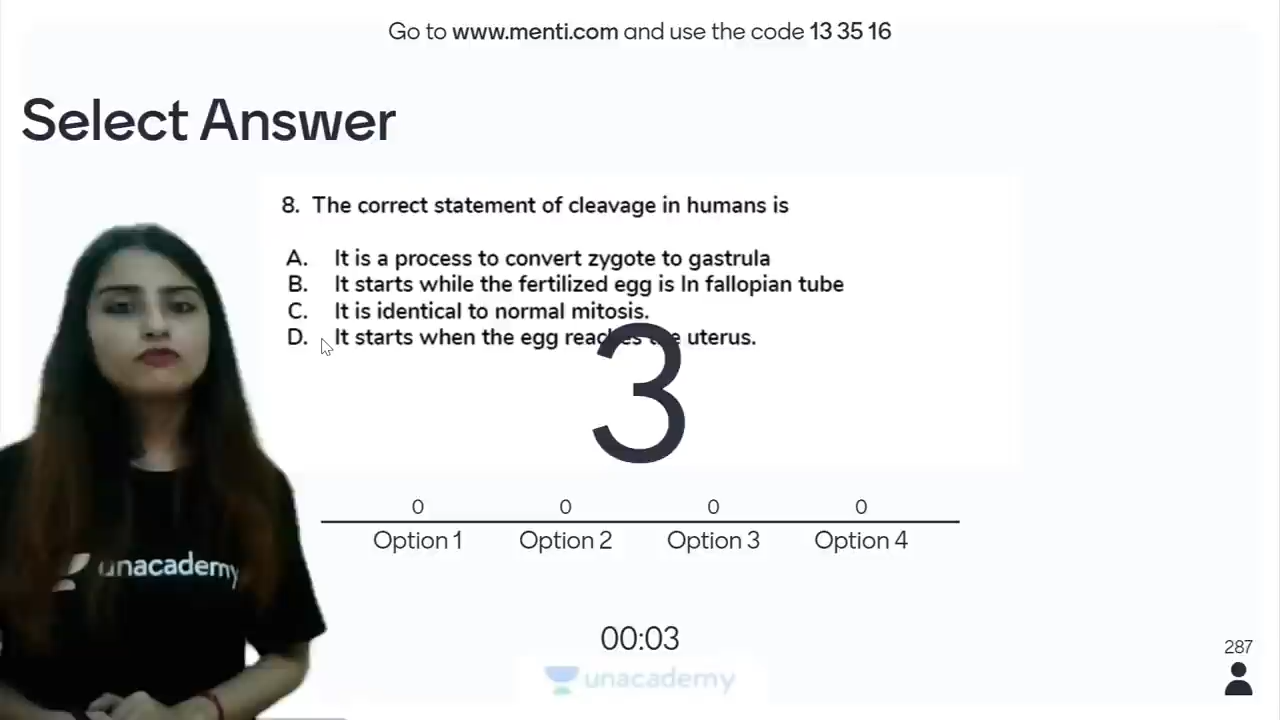 Go to www.menti.com and use the code 13 35 16
Select Answer
8. The correct statement of cleavage in humans is
A. It is a process to convert zygote to gastrula
B. It starts while the fertilized egg is In fallopian tube
C. It is identical to normal mitosis.
D. It starts when the egg reaches the uterus.
3
0 0 0 0
Option 1 Option 2 Option 3 Option 4
unacademy
00:03
287
unacademy